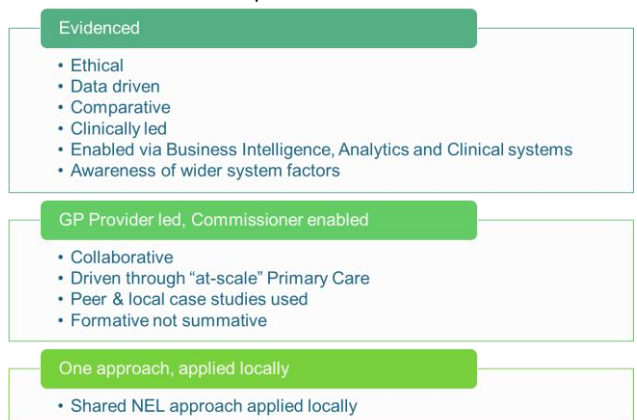 Evidenced
• Ethical
• Data driven
• Comparative
• Clinically led
• Enabled via Business Intelligence, Analytics and Clinical systems
• Awareness of wider system factors
GP Provider led, Commissioner enabled
• Collaborative
• Driven through “at-scale” Primary Care
• Peer & local case studies used
• Formative not summative
One approach, applied locally
• Shared NEL approach applied locally